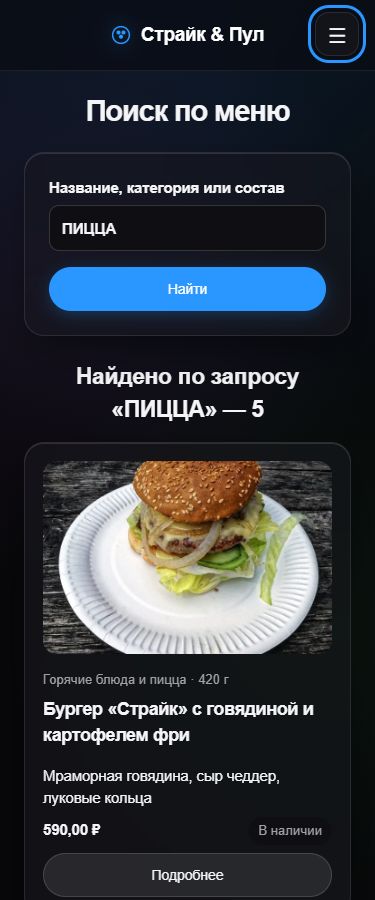 Страйк & Пул
☰
Поиск по меню
Название, категория или состав
ПИЦЦА
Найти
Найдено по запросу
«ПИЦЦА» — 5
Горячие блюда и пицца · 420 г
Бургер «Страйк» с говядиной и
картофелем фри
Мраморная говядина, сыр чеддер,
луковые кольца
590,00 ₽
В наличии
Подробнее